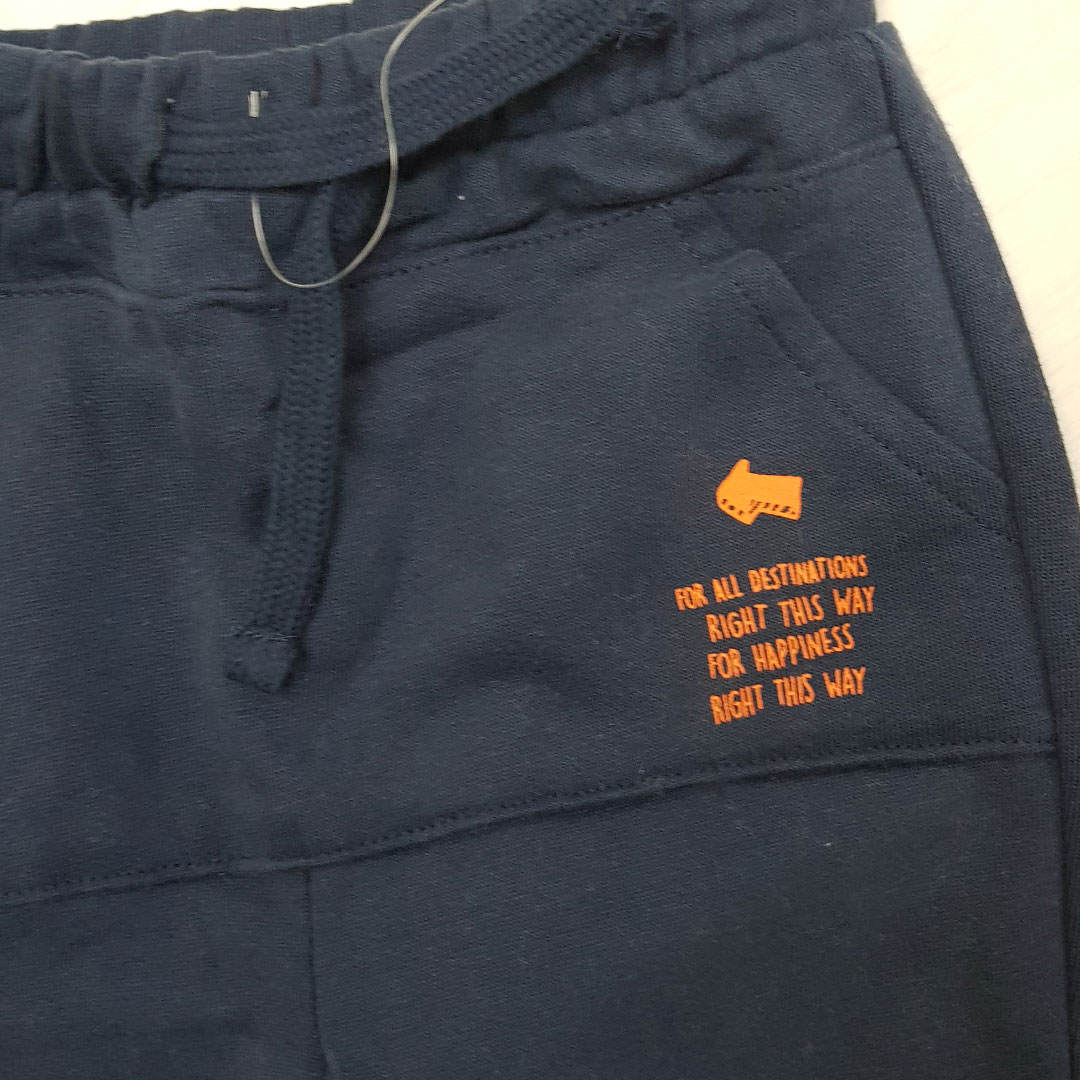 FOR ALL DESTINATIONS
RIGHT THIS WAY
FOR HAPPINESS
RIGHT THIS WAY